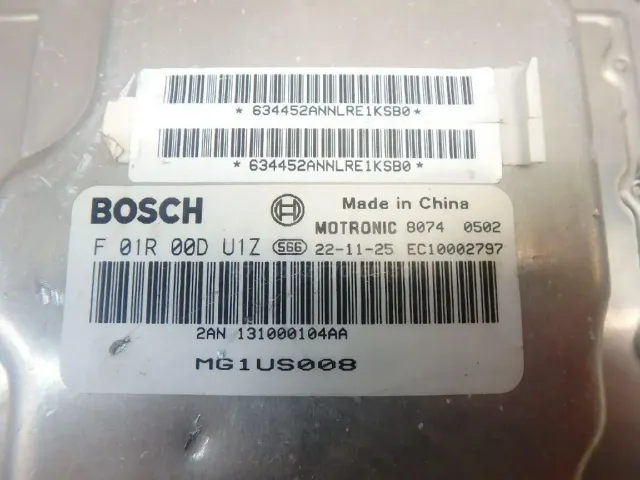 * 634452ANNLRE1KSB0 *
* 634452ANNLRE1KSB0 *
BOSCH
Made in China
MOTRONIC 8074 0502
F 01R 00D U1Z 566 22-11-25 EC10002797
2AN 131000104AA
MG1US008